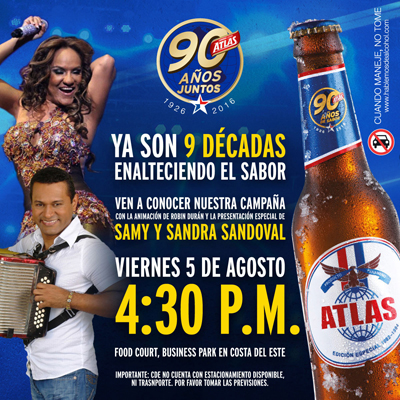 90
ATLAS
AÑOS
JUNTOS
1926 2016
YA SON 9 DÉCADAS
ENALTECIENDO EL SABOR
VEN A CONOCER NUESTRA CAMPAÑA
CON LA ANIMACIÓN DE ROBIN DURÁN Y LA PRESENTACIÓN ESPECIAL DE
SAMY Y SANDRA SANDOVAL
VIERNES 5 DE AGOSTO
4:30 P.M.
FOOD COURT, BUSINESS PARK EN COSTA DEL ESTE
IMPORTANTE: CDE NO CUENTA CON ESTACIONAMIENTO DISPONIBLE,
NI TRASNPORTE. POR FAVOR TOMAR LAS PREVISIONES.
90
AÑOS
ATLAS
EDICIÓN ESPECIAL
CUANDO MANEJE, NO TOME
www.hablemosdealcohol.com